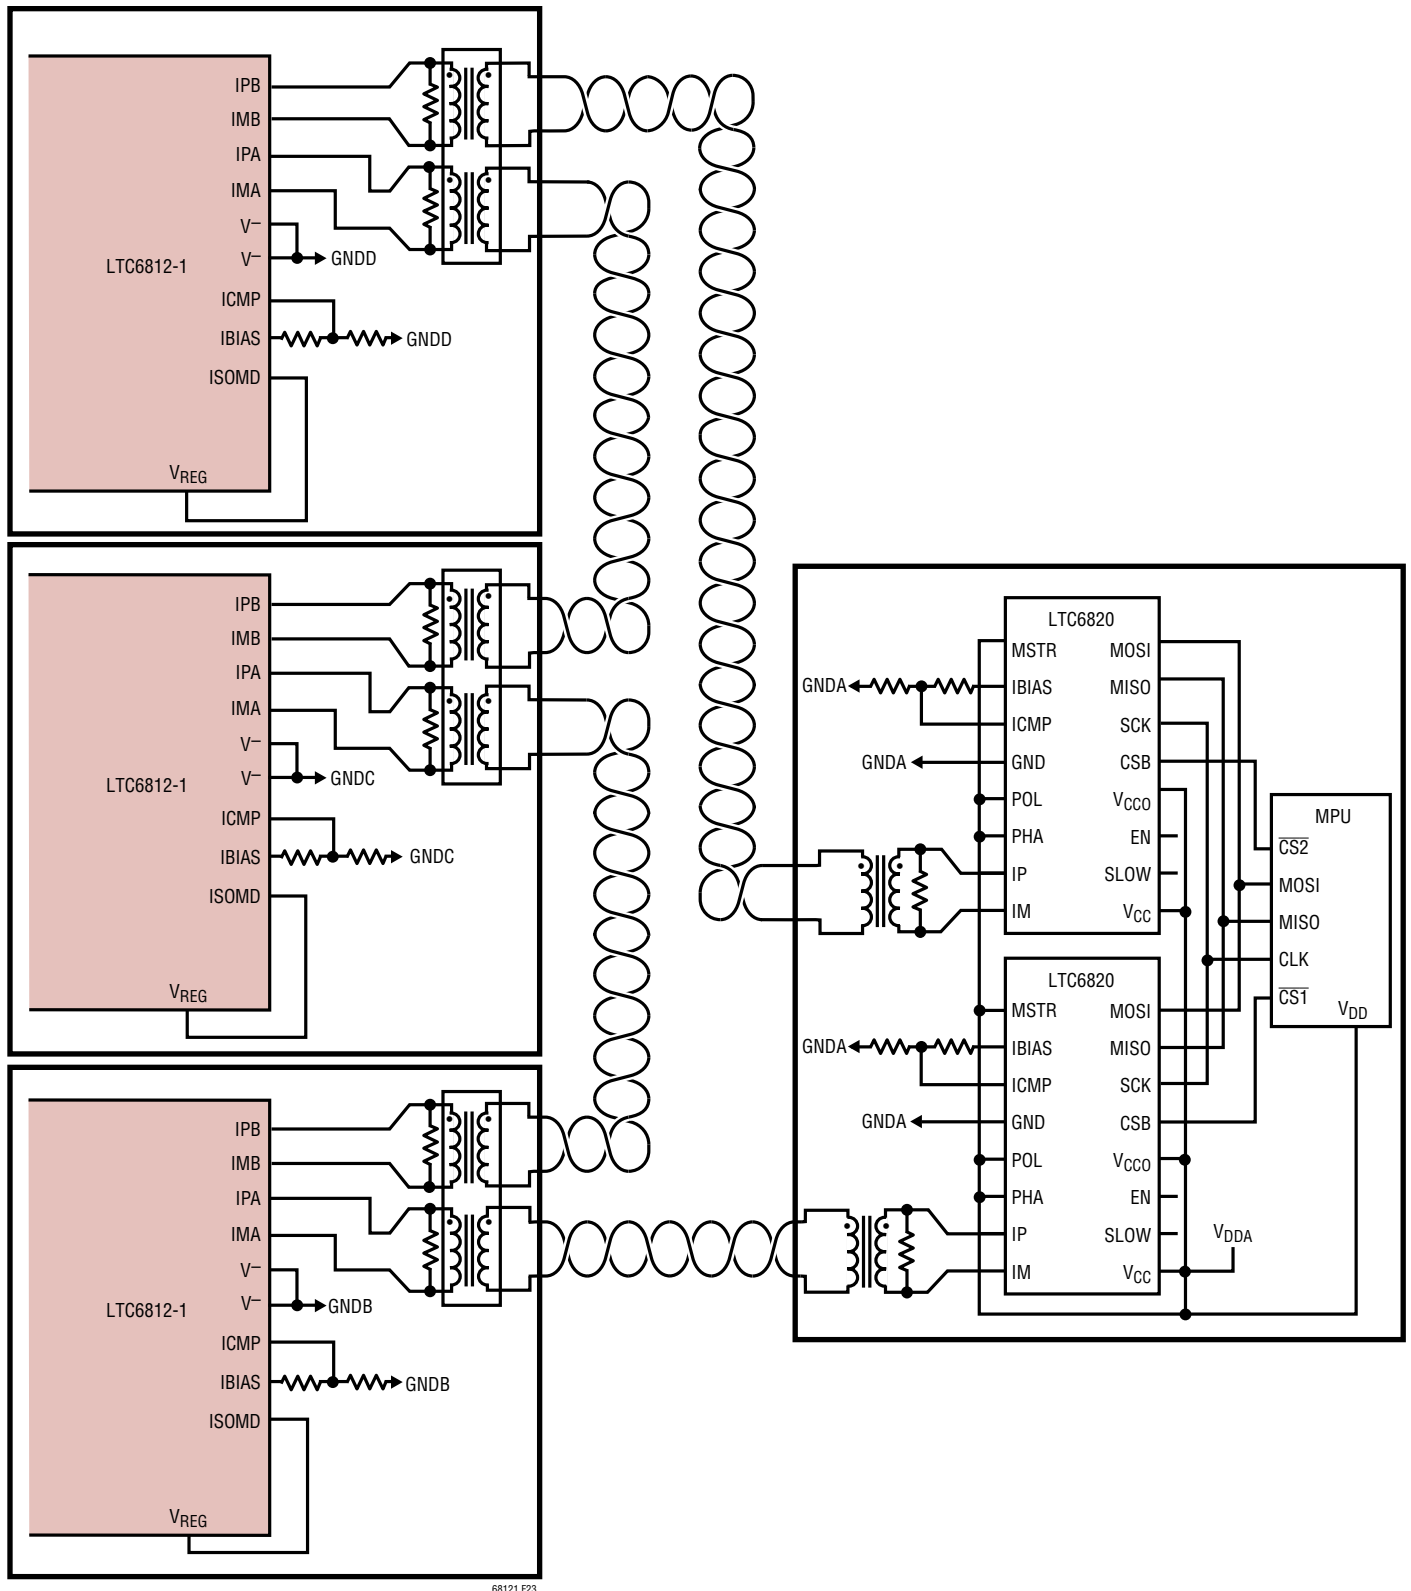 IPB
IMB
IPA
IMA
V–
V–
GNDD
LTC6812-1
ICMP
IBIAS
GNDD
ISOMD
VREG
IPB
IMB
IPA
IMA
V–
V–
GNDC
LTC6812-1
ICMP
IBIAS
GNDC
ISOMD
VREG
IPB
IMB
IPA
IMA
V–
V–
GNDB
LTC6812-1
ICMP
IBIAS
GNDB
ISOMD
VREG
LTC6820
MSTR MOSI
GNDA IBIAS MISO
ICMP SCK
GNDA GND CSB
POL VCCO
PHA EN
IP SLOW
IM VCC
LTC6820
MSTR MOSI
GNDA IBIAS MISO
ICMP SCK
GNDA GND CSB
POL VCCO
PHA EN
IP SLOW
IM VCC
VDDA
MPU
CS2
MOSI
MISO
CLK
CS1
VDD
68121 F23